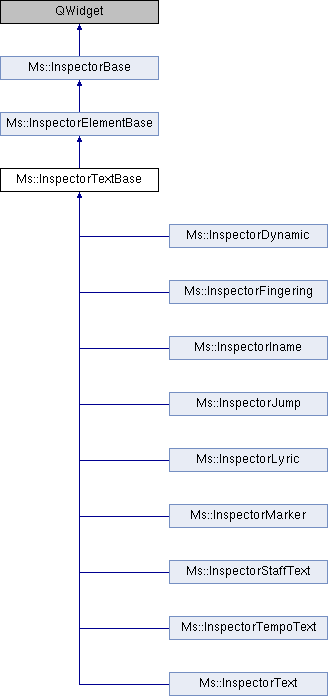 QWidget
Ms::InspectorBase
Ms::InspectorElementBase
Ms::InspectorTextBase
Ms::InspectorDynamic
Ms::InspectorFingering
Ms::InspectorIname
Ms::InspectorJump
Ms::InspectorLyric
Ms::InspectorMarker
Ms::InspectorStaffText
Ms::InspectorTempoText
Ms::InspectorText